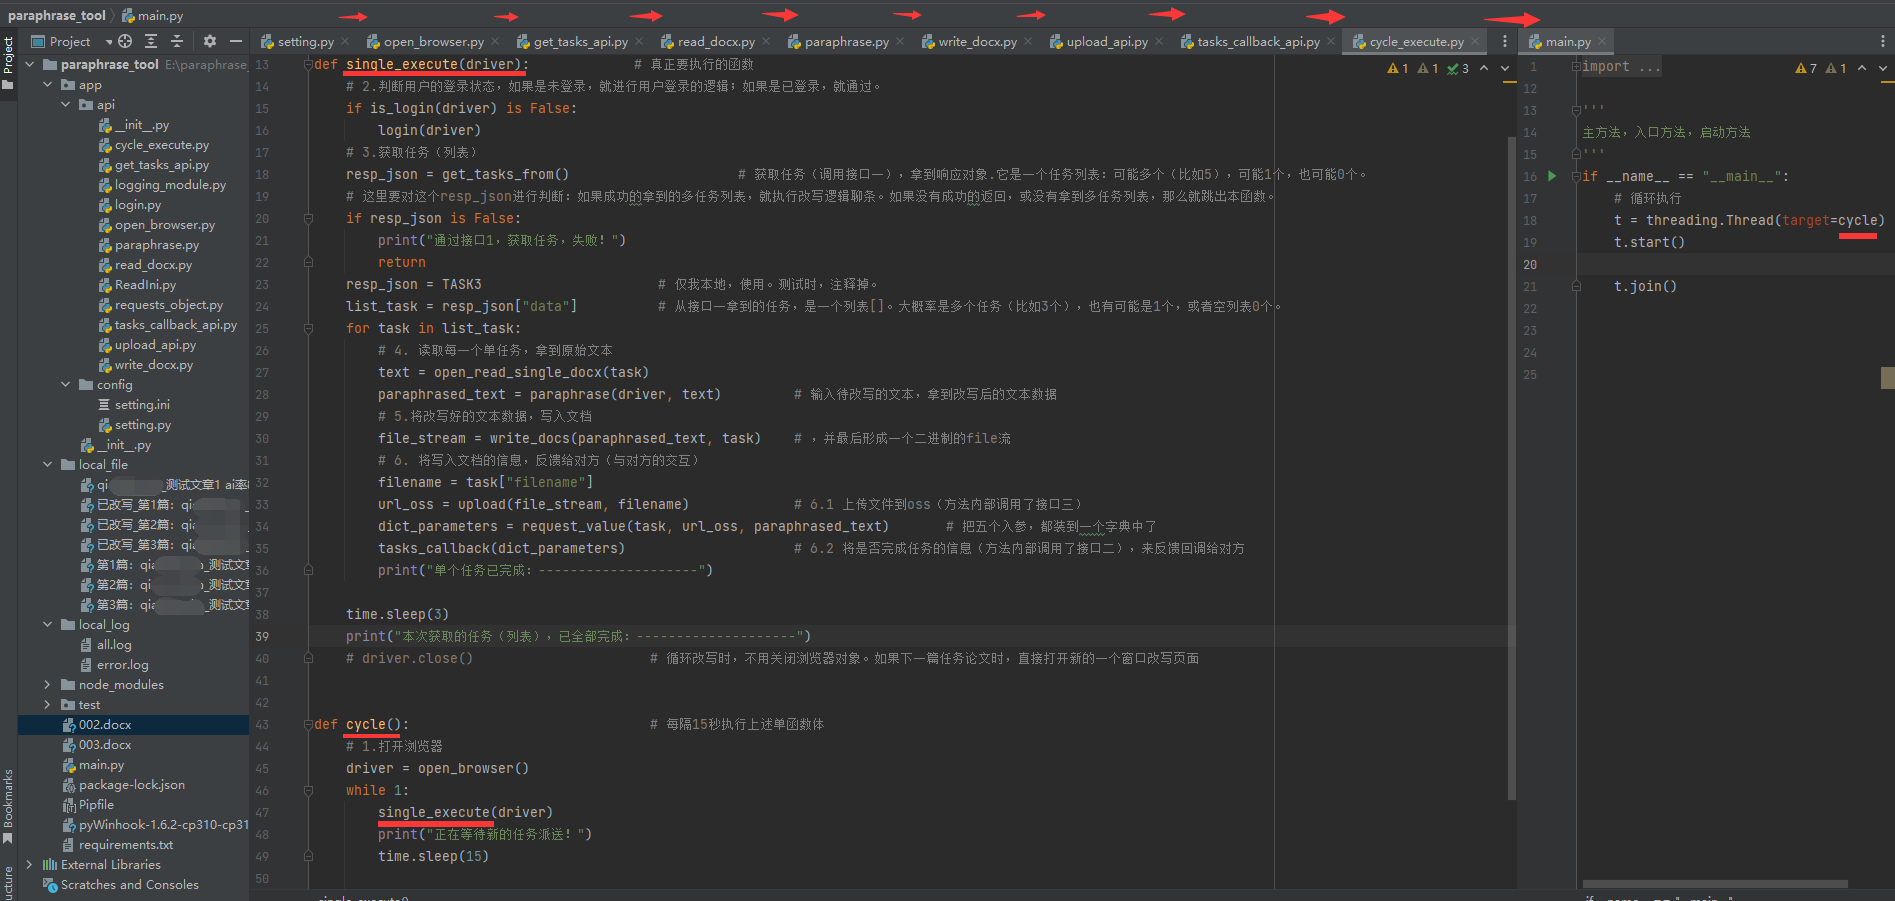 paraphrase_tool
main.py
Project
setting.py
open_browser.py
get_tasks_api.py
read_docx.py
paraphrase.py
write_docx.py
upload_api.py
tasks_callback_api.py
cycle_execute.py
main.py
Project
paraphrase_tool E:\paraphrase_
app
api
__init__.py
cycle_execute.py
get_tasks_api.py
logging_module.py
login.py
open_browser.py
paraphrase.py
read_docx.py
ReadIni.py
requests_object.py
tasks_callback_api.py
upload_api.py
write_docx.py
config
setting.ini
setting.py
__init__.py
local_file
qi _测试文章1 ai率
已改写_第1篇：qi _
已改写_第2篇：qi
已改写_第3篇：qi _
第1篇：qi _测试文章
第2篇：qi _测试文章
第3篇：qi _测试文章
local_log
all.log
error.log
node_modules
test
002.docx
003.docx
main.py
package-lock.json
Pipfile
pyWinhook-1.6.2-cp310-cp31
requirements.txt
External Libraries
Scratches and Consoles
Bookmarks
ucture
1 1 3
13 def single_execute(driver): # 真正要执行的函数
14 # 2.判断用户的登录状态，如果是未登录，就进行用户登录的逻辑；如果是已登录，就通过。
15 if is_login(driver) is False:
16 login(driver)
17 # 3.获取任务（列表）
18 resp_json = get_tasks_from() # 获取任务（调用接口一），拿到响应对象.它是一个任务列表：可能多个（比如5），可能1个，也可能0个。
19 # 这里要对这个resp_json进行判断：如果成功的拿到的多任务列表，就执行改写逻辑聊条。如果没有成功的返回，或没有拿到多任务列表，那么就跳出本函数。
20 if resp_json is False:
21 print("通过接口1，获取任务，失败！")
22 return
23 resp_json = TASK3 # 仅我本地，使用。测试时，注释掉。
24 list_task = resp_json["data"] # 从接口一拿到的任务，是一个列表[]。大概率是多个任务（比如3个），也有可能是1个，或者空列表0个。
25 for task in list_task:
26 # 4. 读取每一个单任务，拿到原始文本
27 text = open_read_single_docx(task)
28 paraphrased_text = paraphrase(driver, text) # 输入待改写的文本，拿到改写后的文本数据
29 # 5.将改写好的文本数据，写入文档
30 file_stream = write_docs(paraphrased_text, task) # ，并最后形成一个二进制的file流
31 # 6. 将写入文档的信息，反馈给对方（与对方的交互）
32 filename = task["filename"]
33 url_oss = upload(file_stream, filename) # 6.1 上传文件到oss（方法内部调用了接口三）
34 dict_parameters = request_value(task, url_oss, paraphrased_text) # 把五个入参，都装到一个字典中了
35 tasks_callback(dict_parameters) # 6.2 将是否完成任务的信息（方法内部调用了接口二），来反馈回调给对方
36 print("单个任务已完成：--------------------")
37
38 time.sleep(3)
39 print("本次获取的任务（列表），已全部完成：--------------------")
40 # driver.close() # 循环改写时，不用关闭浏览器对象。如果下一篇任务论文时，直接打开新的一个窗口改写页面
41
42
43 def cycle(): # 每隔15秒执行上述单函数体
44 # 1.打开浏览器
45 driver = open_browser()
46 while 1:
47 single_execute(driver)
48 print("正在等待新的任务派送！")
49 time.sleep(15)
50
single_execute()
7 1
1 import ...
12
13 '''
14 主方法，入口方法，启动方法
15 '''
16 if __name__ == "__main__":
17 # 循环执行
18 t = threading.Thread(target=cycle)
19 t.start()
20
21 t.join()
22
23
24
25
if __name__ == "__main__"